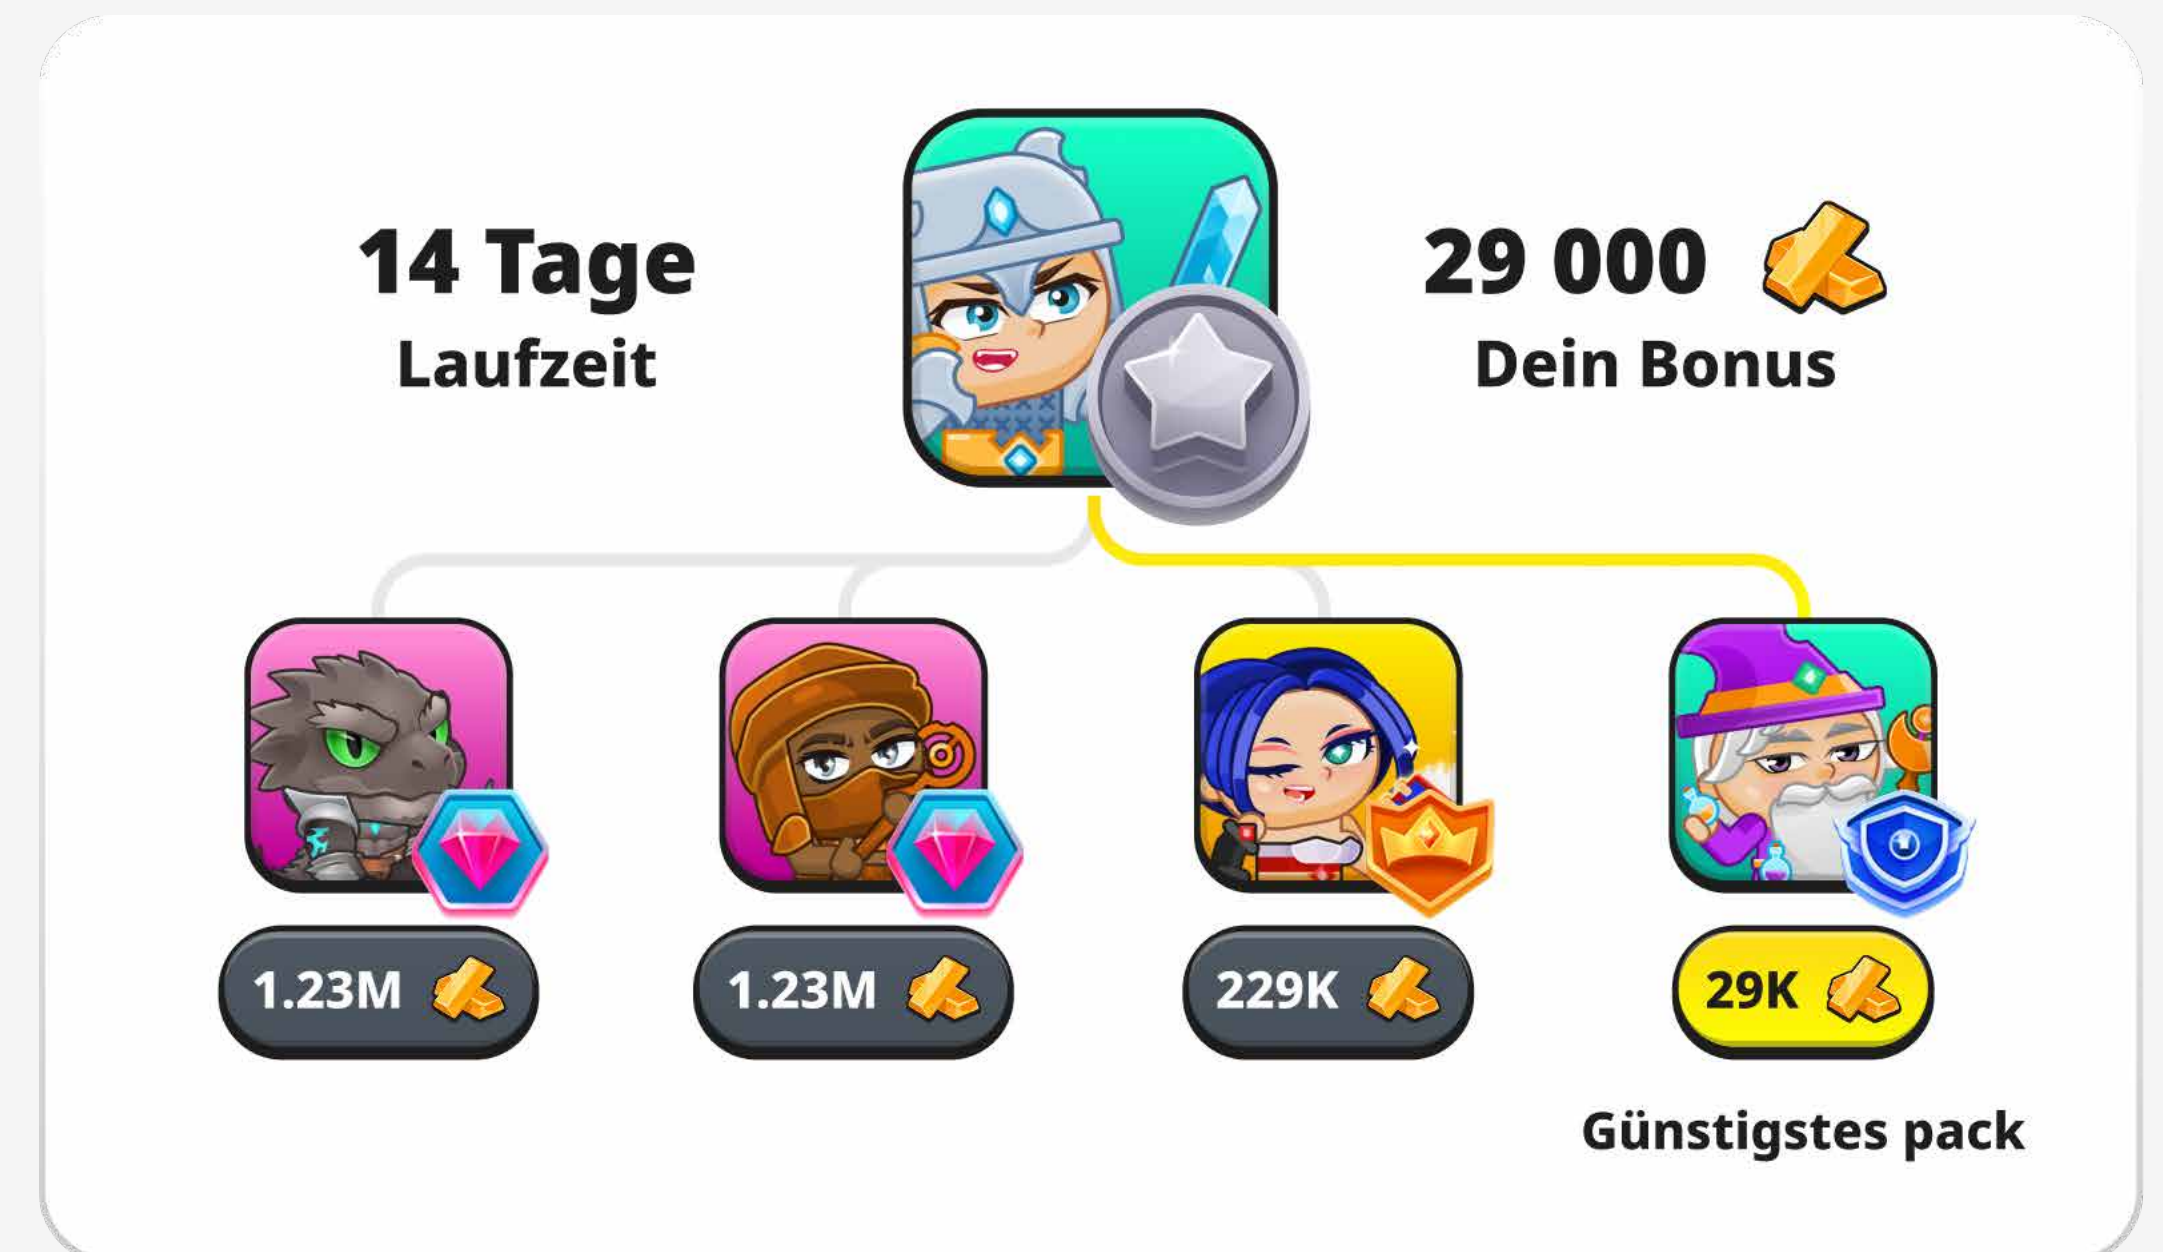 14 Tage
Laufzeit
29 000
Dein Bonus
1.23M
1.23M
229K
29K
Günstigstes pack